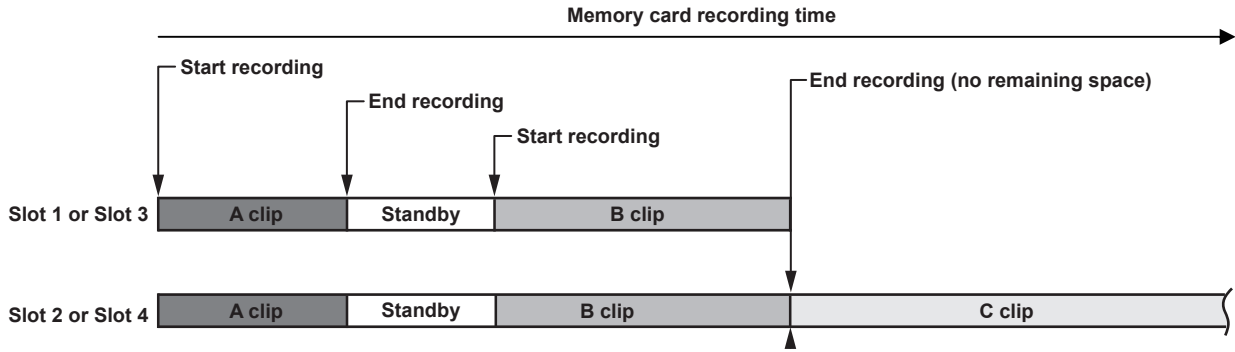 Memory card recording time
Start recording
End recording
Start recording
End recording (no remaining space)
Slot 1 or Slot 3
A clip
Standby
B clip
Slot 2 or Slot 4
A clip
Standby
B clip
C clip